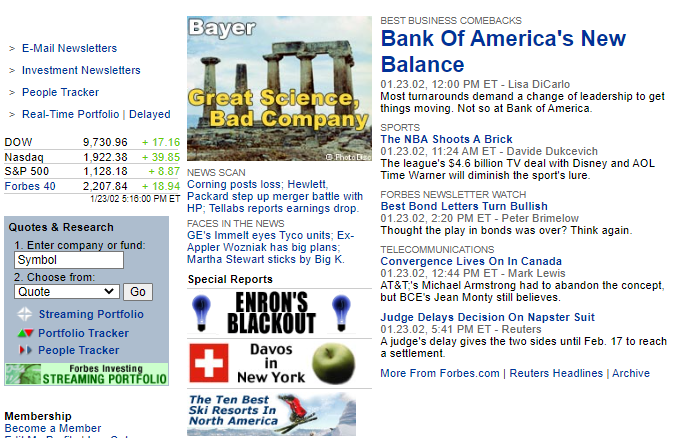 > E-Mail Newsletters
> Investment Newsletters
> People Tracker
> Real-Time Portfolio | Delayed
DOW 9,730.96 + 17.16
Nasdaq 1,922.38 + 39.85
S&P 500 1,128.18 + 8.87
Forbes 40 2,207.84 + 18.94
1/23/02 5:16:00 PM ET
Quotes & Research
1. Enter company or fund:
Symbol
2. Choose from:
Quote Go
Streaming Portfolio
Portfolio Tracker
People Tracker
Forbes Investing
STREAMING PORTFOLIO
Membership
Become a Member
Bayer
Great Science,
Bad Company
© PhotoDisc
NEWS SCAN
Corning posts loss; Hewlett,
Packard step up merger battle with
HP; Tellabs reports earnings drop.
FACES IN THE NEWS
GE's Immelt eyes Tyco units; Ex-
Appler Wozniak has big plans;
Martha Stewart sticks by Big K.
Special Reports
ENRON'S
BLACKOUT
Davos
in
New York
The Ten Best
Ski Resorts In
North America
BEST BUSINESS COMEBACKS
Bank Of America's New
Balance
01.23.02, 12:00 PM ET - Lisa DiCarlo
Most turnarounds demand a change of leadership to get
things moving. Not so at Bank of America.
SPORTS
The NBA Shoots A Brick
01.23.02, 11:24 AM ET - Davide Dukcevich
The league's $4.6 billion TV deal with Disney and AOL
Time Warner will diminish the sport's lure.
FORBES NEWSLETTER WATCH
Best Bond Letters Turn Bullish
01.23.02, 2:20 PM ET - Peter Brimelow
Thought the play in bonds was over? Think again.
TELECOMMUNICATIONS
Convergence Lives On In Canada
01.23.02, 12:44 PM ET - Mark Lewis
AT&T;'s Michael Armstrong had to abandon the concept,
but BCE's Jean Monty still believes.
Judge Delays Decision On Napster Suit
01.23.02, 5:41 PM ET - Reuters
A judge's delay gives the two sides until Feb. 17 to reach
a settlement.
More From Forbes.com | Reuters Headlines | Archive